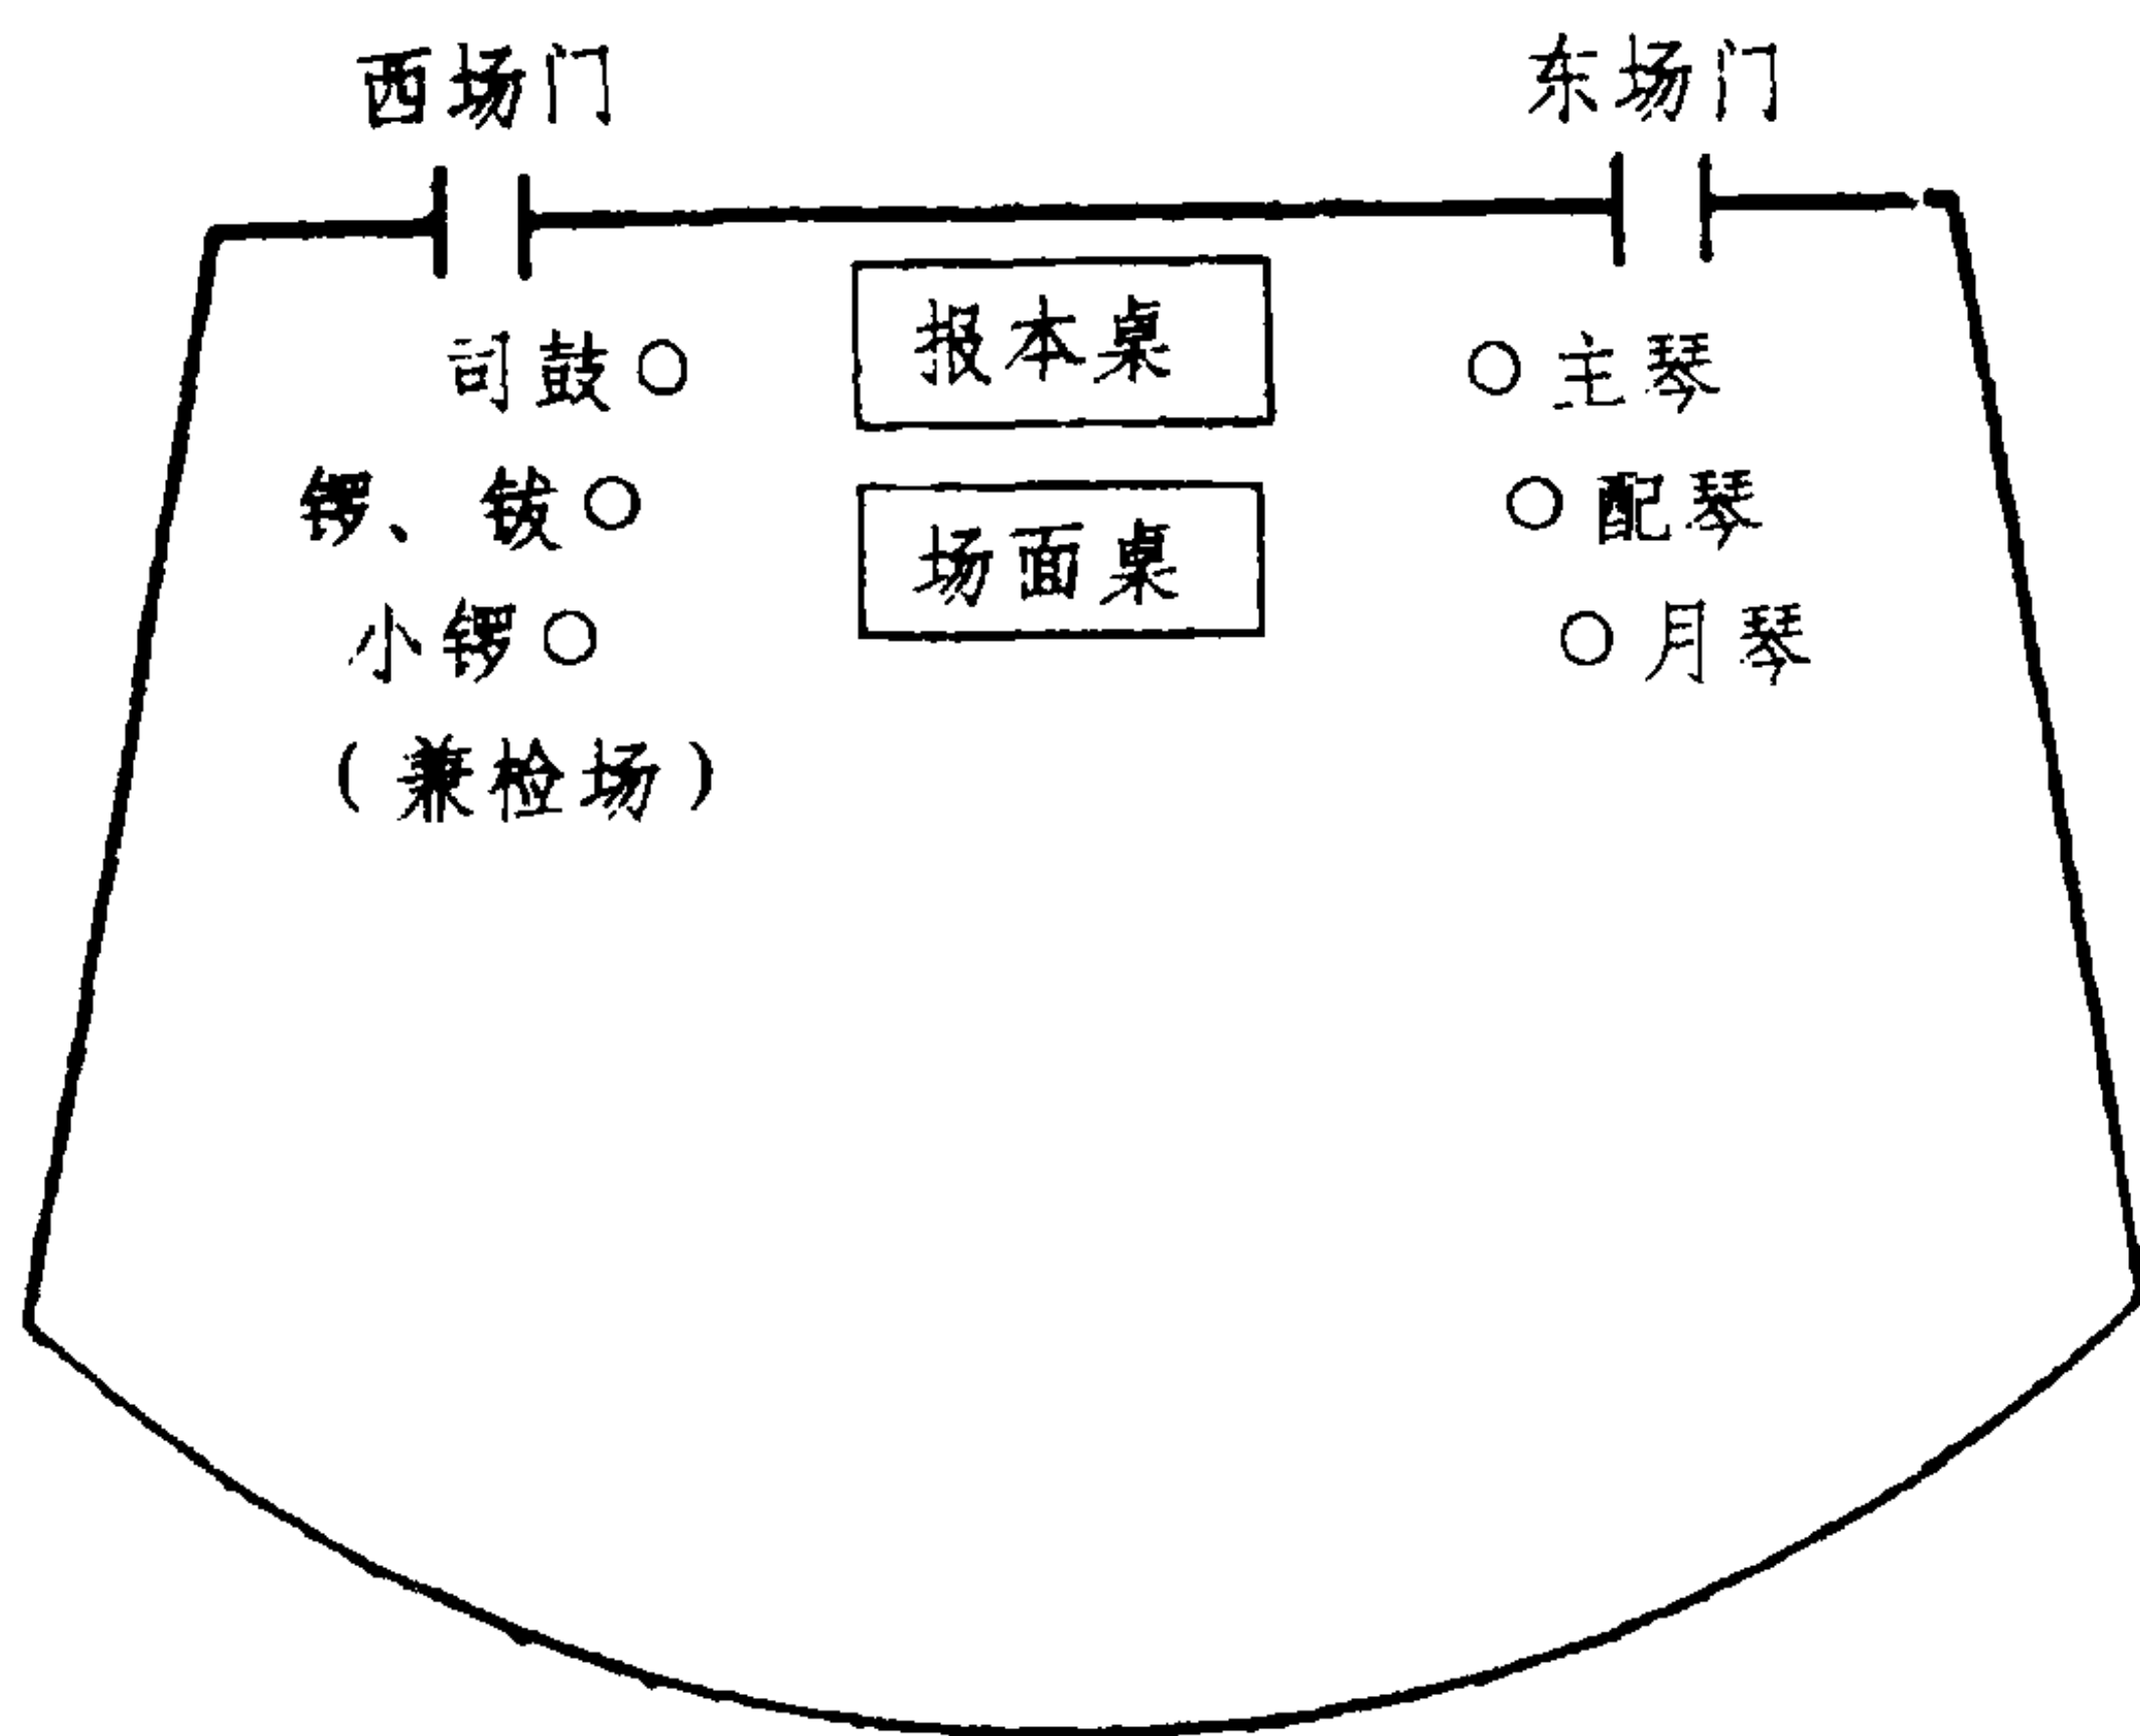 西场门
东场门
报本桌
司鼓
主琴
锣、钹
配琴
场面桌
小锣
月琴
(兼检场)